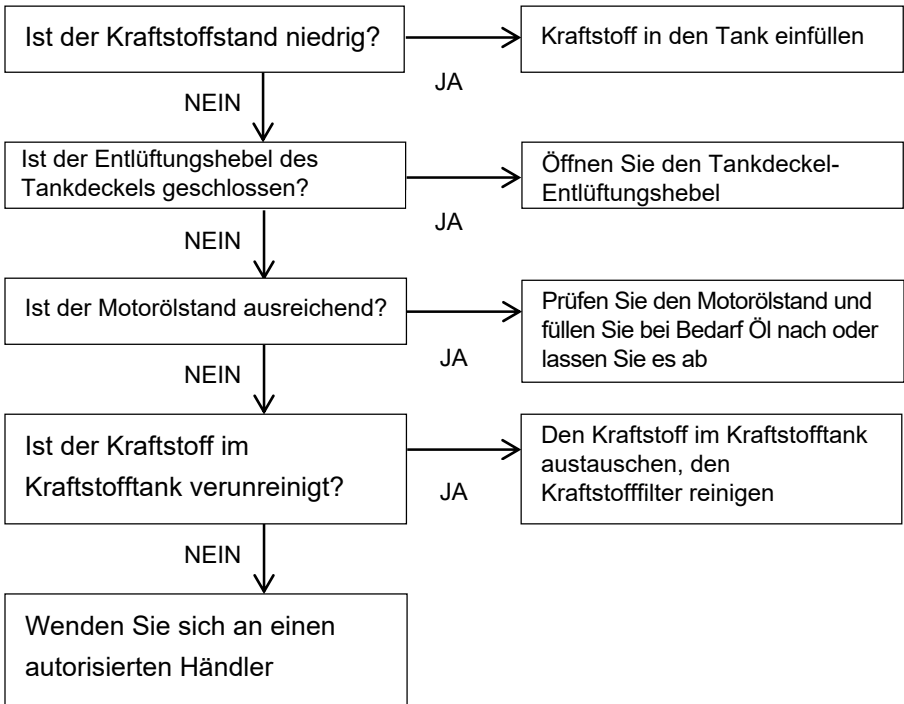 Ist der Kraftstoffstand niedrig?
Kraftstoff in den Tank einfüllen
JA
NEIN
Ist der Entlüftungshebel des
Tankdeckels geschlossen?
Öffnen Sie den Tankdeckel-
Entlüftungshebel
JA
NEIN
Ist der Motorölstand ausreichend?
Prüfen Sie den Motorölstand und
füllen Sie bei Bedarf Öl nach oder
lassen Sie es ab
JA
NEIN
Ist der Kraftstoff im
Kraftstofftank verunreinigt?
Den Kraftstoff im Kraftstofftank
austauschen, den
Kraftstofffilter reinigen
JA
NEIN
Wenden Sie sich an einen
autorisierten Händler